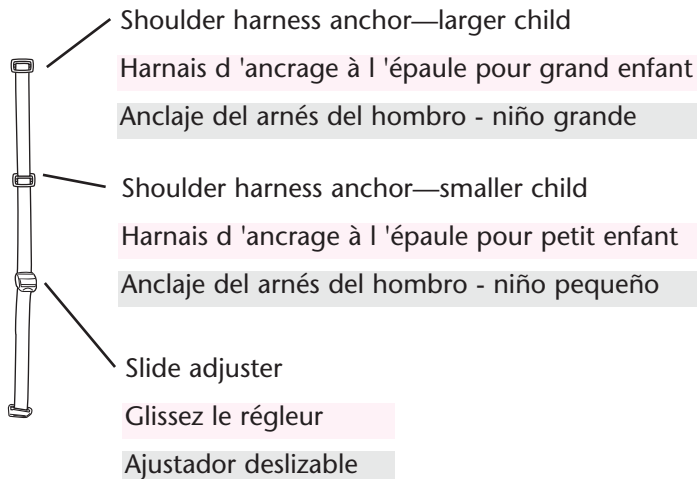 Shoulder harness anchor—larger child
Harnais d 'ancrage à l 'épaule pour grand enfant
Anclaje del arnés del hombro - niño grande
Shoulder harness anchor—smaller child
Harnais d 'ancrage à l 'épaule pour petit enfant
Anclaje del arnés del hombro - niño pequeño
Slide adjuster
Glissez le régleur
Ajustador deslizable